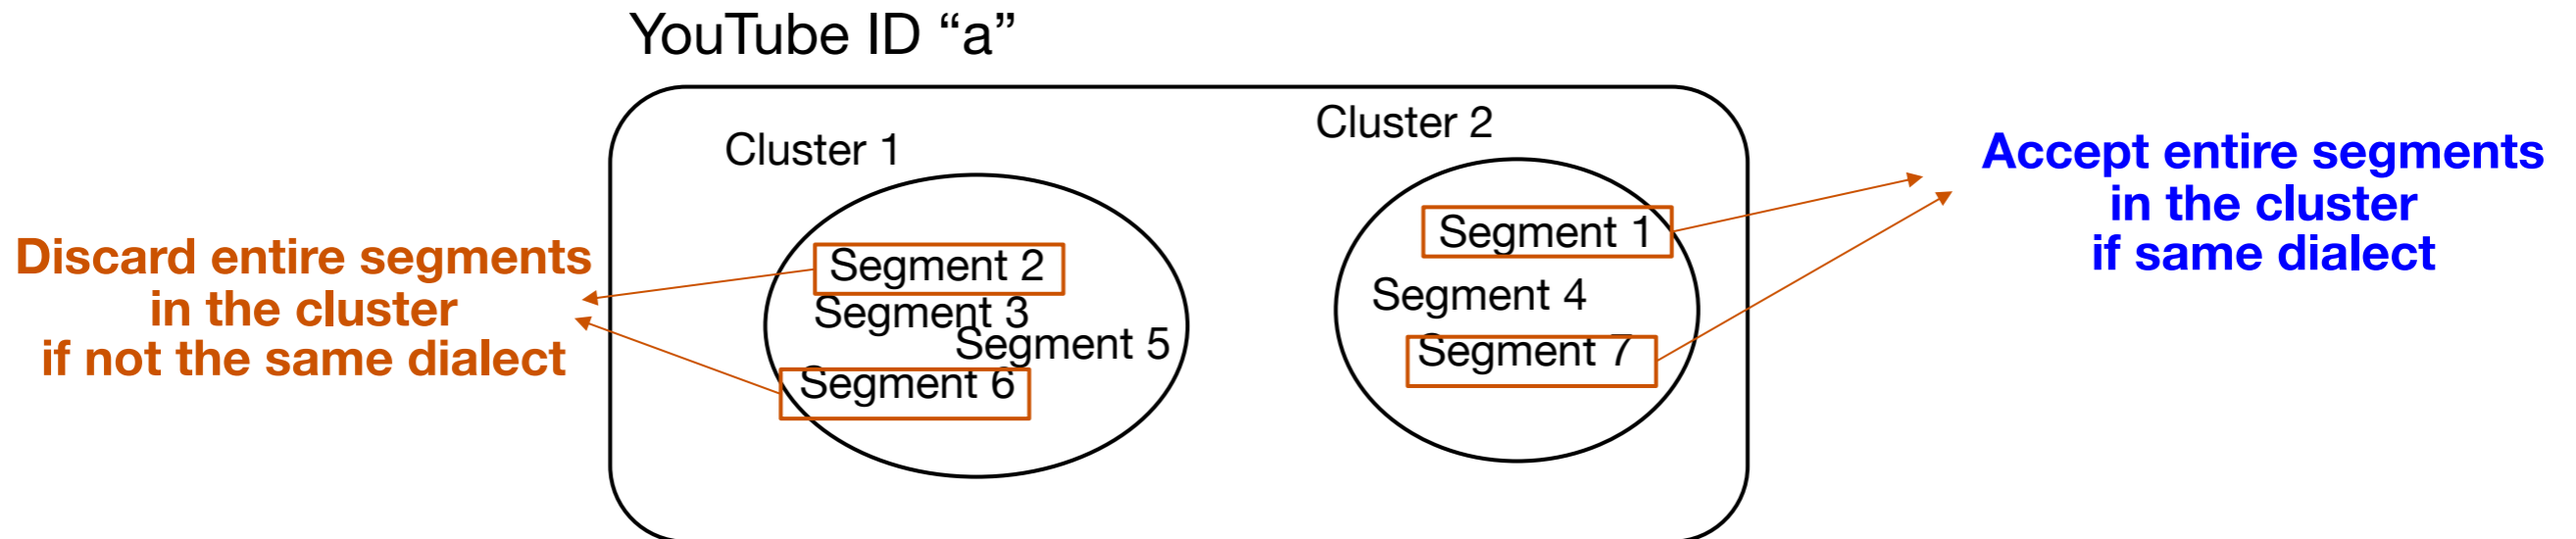 YouTube ID “a”
Cluster 1
Cluster 2
Discard entire segments
in the cluster
if not the same dialect
Segment 2
Segment 3
Segment 5
Segment 6
Segment 1
Segment 4
Segment 7
Accept entire segments
in the cluster
if same dialect